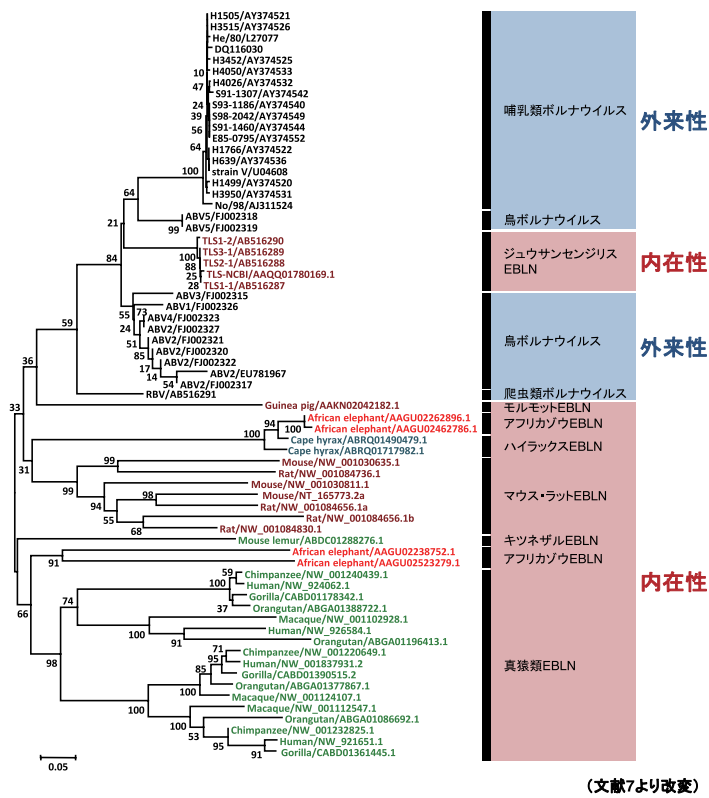 H1505/AY374521
H3515/AY374526
He/80/L27077
DQ116030
H3452/AY374525
10
H4050/AY374533
H4026/AY374532
47
S91-1307/AY374542
24
S93-1186/AY374540
39
S98-2042/AY374549
56
S91-1460/AY374544
E85-0795/AY374552
64
H1766/AY374522
H639/AY374536
100
strain V/U04608
H1499/AY374520
H3950/AY374531
No/98/AJ311524
哺乳類ボルナウイルス
外来性
64
21
99
ABV5/FJ002318
ABV5/FJ002319
鳥ボルナウイルス
84
TLS1-2/AB516290
100
TLS3-1/AB516289
88
TLS2-1/AB516288
25
TLS-NCBI/AAQQ01780169.1
28
TLS1-1/AB516287
ジュウサンセンジリス
EBLN
内在性
59
55
ABV3/FJ002315
ABV1/FJ002326
73
ABV4/FJ002323
24
ABV2/FJ002327
51
ABV2/FJ002321
85
ABV2/FJ002320
17
ABV2/FJ002322
14
ABV2/EU781967
54
ABV2/FJ002317
鳥ボルナウイルス
外来性
RBV/AB516291
爬虫類ボルナウイルス
36
Guinea pig/AAKN02042182.1
モルモットEBLN
33
94
African elephant/AAGU02262896.1
100
African elephant/AAGU02462786.1
アフリカゾウEBLN
100
Cape hyrax/ABRQ01490479.1
Cape hyrax/ABRQ01717982.1
ハイラックスEBLN
31
99
99
Mouse/NW_001030635.1
Rat/NW_001084736.1
94
Mouse/NW_001030811.1
98
Mouse/NT_165773.2a
Rat/NW_001084656.1a
55
Rat/NW_001084656.1b
68
Rat/NW_001084830.1
マウス・ラットEBLN
Mouse lemur/ABDC01288276.1
キツネザルEBLN
91
African elephant/AAGU02238752.1
African elephant/AAGU02523279.1
アフリカゾウEBLN
内在性
66
98
74
100
59
Chimpanzee/NW_001240439.1
Human/NW_924062.1
Gorilla/CABD01178342.1
37
Orangutan/ABGA01388722.1
100
Macaque/NW_001102928.1
91
Human/NW_926584.1
Orangutan/ABGA01196413.1
71
Chimpanzee/NW_001220649.1
95
Human/NW_001837931.2
85
Gorilla/CABD01390515.2
Orangutan/ABGA01377867.1
100
Macaque/NW_001124107.1
100
Macaque/NW_001112547.1
100
Orangutan/ABGA01086692.1
53
Chimpanzee/NW_001232825.1
95
Human/NW_921651.1
91
Gorilla/CABD01361445.1
真猿類EBLN
0.05
(文献7より改変)